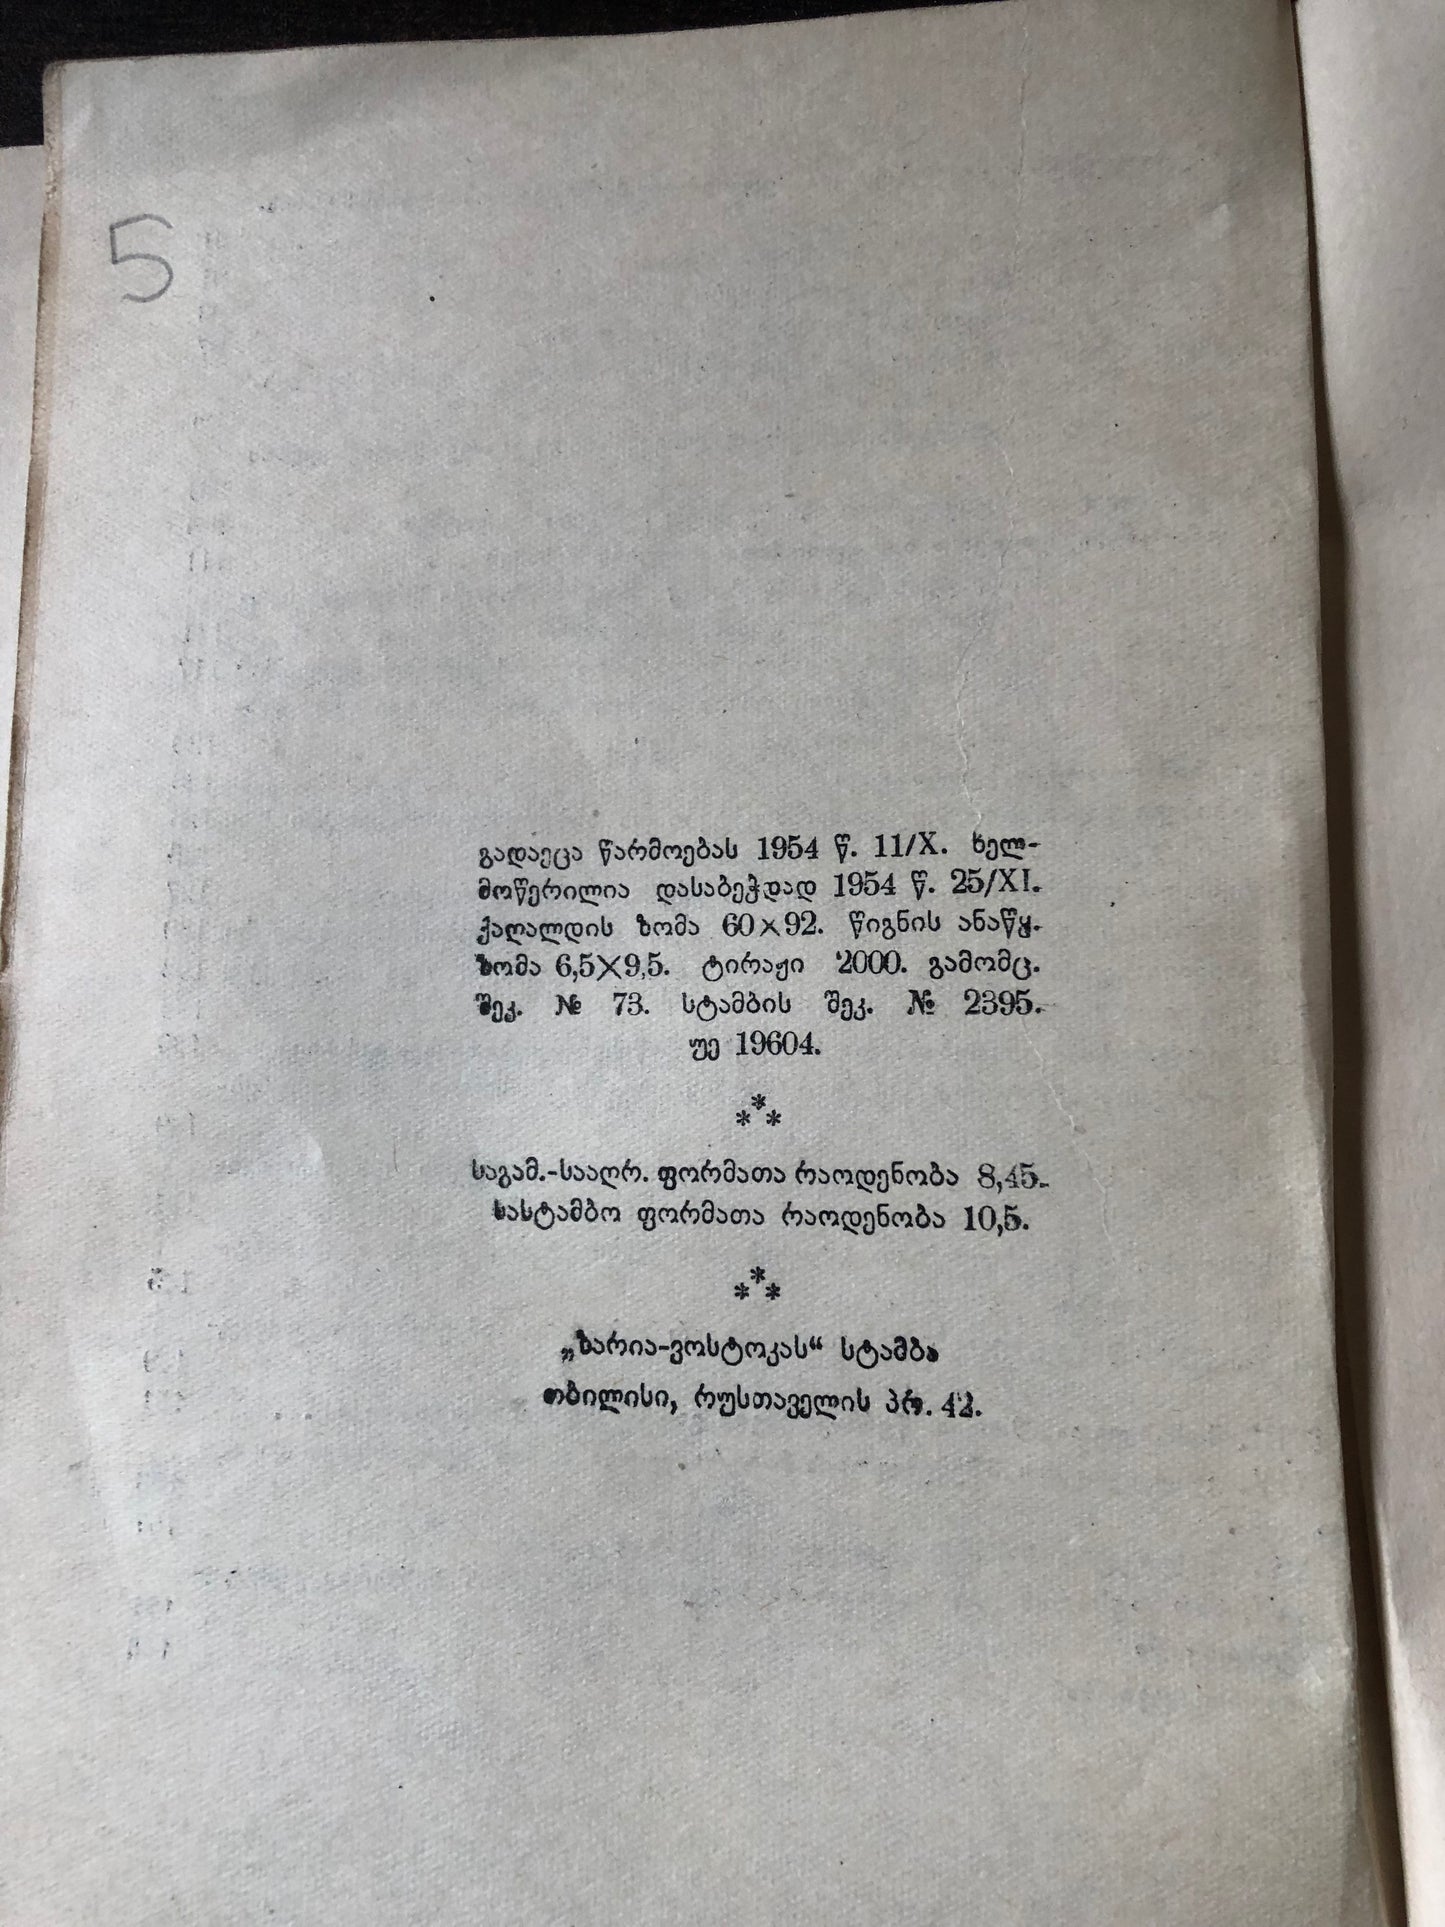 5
გადაეცა წარმოებას 1954 წ. 11/X. ხელ-
მოწერილია დასაბეჭდად 1954 წ. 25/XI.
ქაღალდის ზომა 60×92. წიგნის ანაწყ.
ზომა 6,5×9,5. ტირაჟი 2000. გამომც.
შეკ. № 73. სტამბის შეკ. № 2395.
უე 19604.
***
საგამ.-სააღრ. ფორმათა რაოდენობა 8,45.
სასტამბო ფორმათა რაოდენობა 10,5.
***
„ზარია-ვოსტოკას“ სტამბა
თბილისი, რუსთაველის პრ. 42.